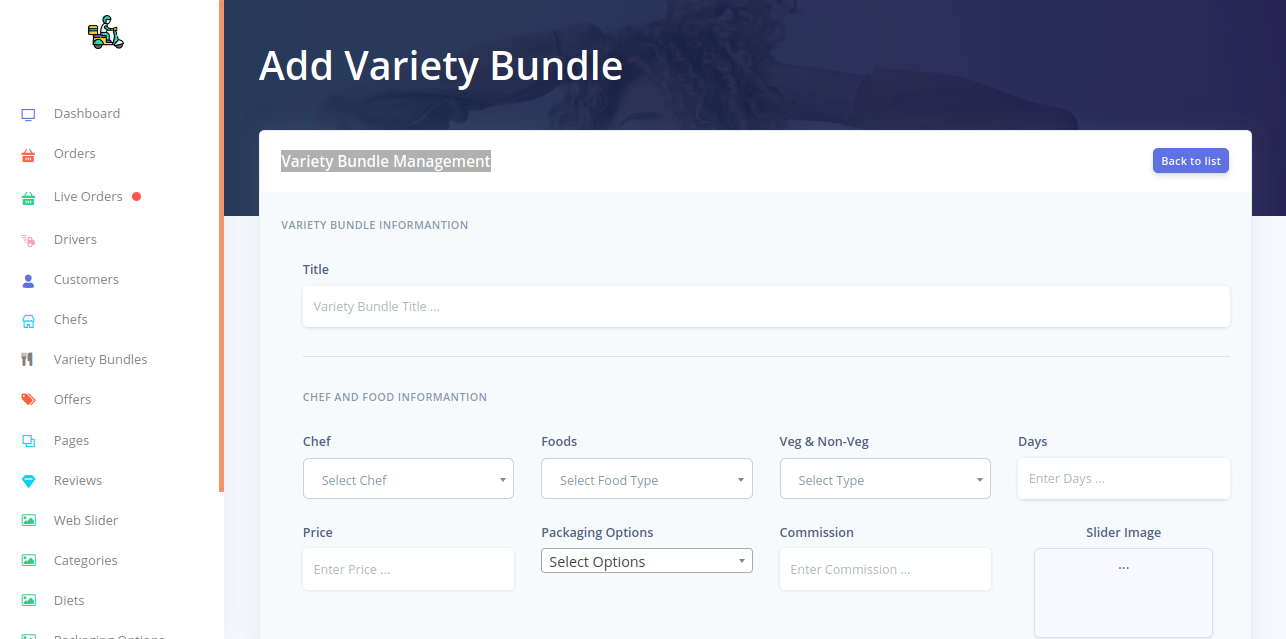 Add Variety Bundle
Dashboard
Orders
Live Orders
Drivers
Customers
Chefs
Variety Bundles
Offers
Pages
Reviews
Web Slider
Categories
Diets
Packaging Options
Variety Bundle Management
Back to list
VARIETY BUNDLE INFORMANTION
Title
Variety Bundle Title ...
CHEF AND FOOD INFORMANTION
Chef Foods Veg & Non-Veg Days
Select Chef Select Food Type Select Type Enter Days ...
Price Packaging Options Commission Slider Image
Enter Price ... Select Options Enter Commission ... ...